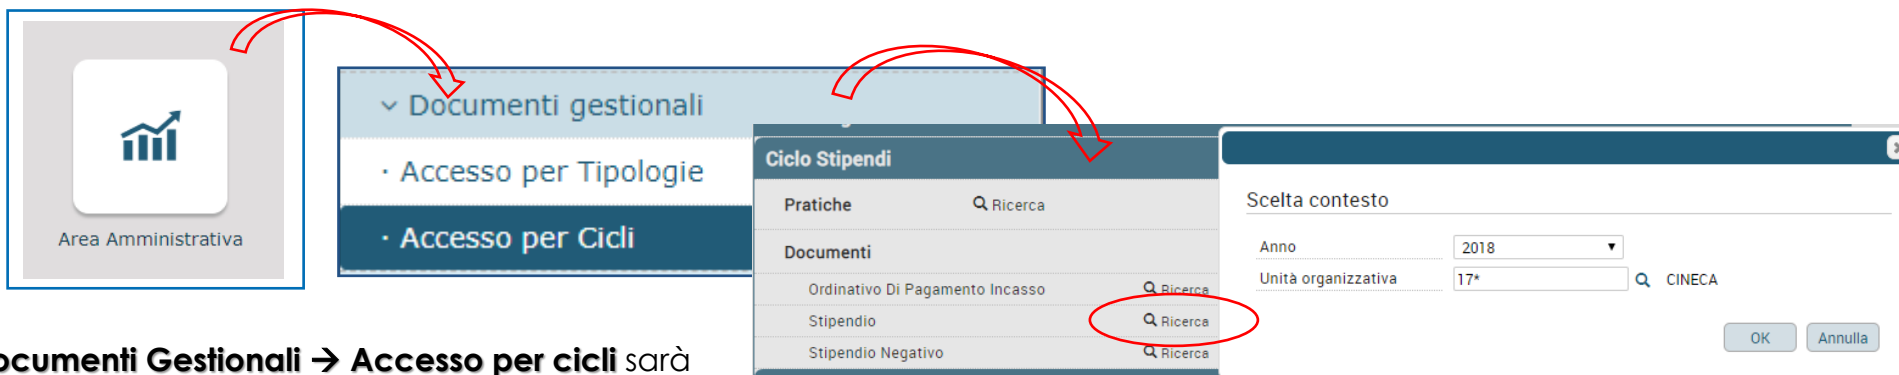 Area Amministrativa
Documenti gestionali
· Accesso per Tipologie
· Accesso per Cicli
Ciclo Stipendi
Pratiche Ricerca
Documenti
Ordinativo Di Pagamento Incasso Ricerca
Stipendio Ricerca
Stipendio Negativo Ricerca
Scelta contesto
Anno 2018
Unità organizzativa 17* CINECA
OK Annulla
ocumenti Gestionali → Accesso per cicli sarà